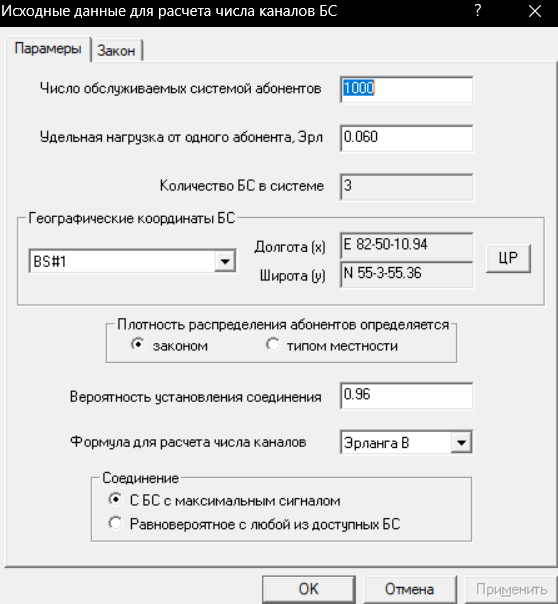 Исходные данные для расчета числа каналов БС ?
Парамеры Закон
Число обслуживаемых системой абонентов 1000
Удельная нагрузка от одного абонента, Эрл 0.060
Количество БС в системе 3
Географические координаты БС
Долгота (x) E 82-50-10.94
BS#1 ЦР
Широта (y) N 55-3-55.36
Плотность распределения абонентов определяется
законом типом местности
Вероятность установления соединения 0.96
Формула для расчета числа каналов Эрланга В
Соединение
С БС с максимальным сигналом
Равновероятное с любой из доступных БС
OK Отмена Применить